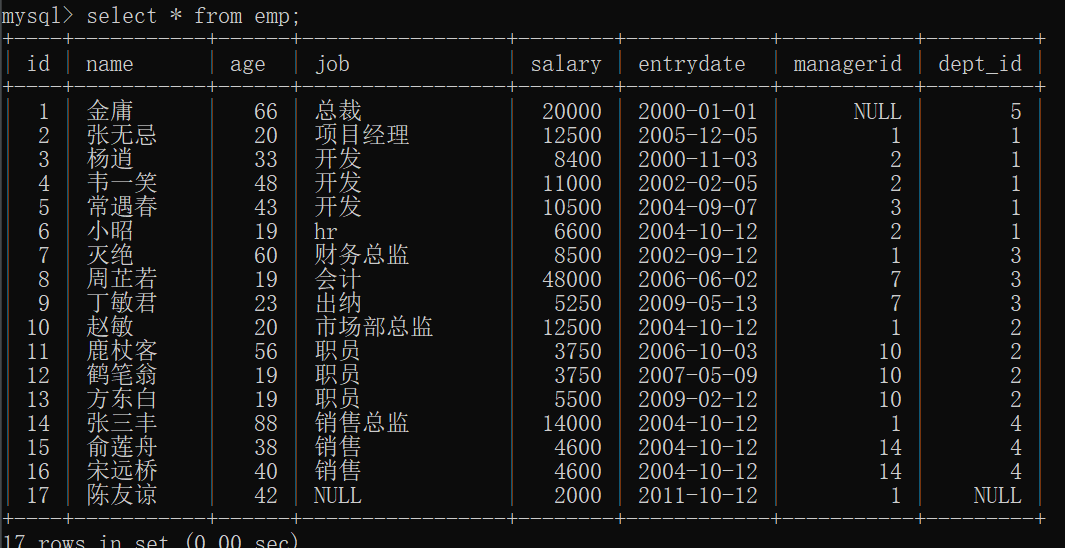 mysql> select * from emp;
+----+-----------+------+-----------------+--------+------------+-----------+---------+
| id | name | age | job | salary | entrydate | managerid | dept_id |
+----+-----------+------+-----------------+--------+------------+-----------+---------+
| 1 | 金庸 | 66 | 总裁 | 20000 | 2000-01-01 | NULL | 5 |
| 2 | 张无忌 | 20 | 项目经理 | 12500 | 2005-12-05 | 1 | 1 |
| 3 | 杨逍 | 33 | 开发 | 8400 | 2000-11-03 | 2 | 1 |
| 4 | 韦一笑 | 48 | 开发 | 11000 | 2002-02-05 | 2 | 1 |
| 5 | 常遇春 | 43 | 开发 | 10500 | 2004-09-07 | 3 | 1 |
| 6 | 小昭 | 19 | hr | 6600 | 2004-10-12 | 2 | 1 |
| 7 | 灭绝 | 60 | 财务总监 | 8500 | 2002-09-12 | 1 | 3 |
| 8 | 周芷若 | 19 | 会计 | 48000 | 2006-06-02 | 7 | 3 |
| 9 | 丁敏君 | 23 | 出纳 | 5250 | 2009-05-13 | 7 | 3 |
| 10 | 赵敏 | 20 | 市场部总监 | 12500 | 2004-10-12 | 1 | 2 |
| 11 | 鹿杖客 | 56 | 职员 | 3750 | 2006-10-03 | 10 | 2 |
| 12 | 鹤笔翁 | 19 | 职员 | 3750 | 2007-05-09 | 10 | 2 |
| 13 | 方东白 | 19 | 职员 | 5500 | 2009-02-12 | 10 | 2 |
| 14 | 张三丰 | 88 | 销售总监 | 14000 | 2004-10-12 | 1 | 4 |
| 15 | 俞莲舟 | 38 | 销售 | 4600 | 2004-10-12 | 14 | 4 |
| 16 | 宋远桥 | 40 | 销售 | 4600 | 2004-10-12 | 14 | 4 |
| 17 | 陈友谅 | 42 | NULL | 2000 | 2011-10-12 | 1 | NULL |
+----+-----------+------+-----------------+--------+------------+-----------+---------+
17 rows in set (0.00 sec)